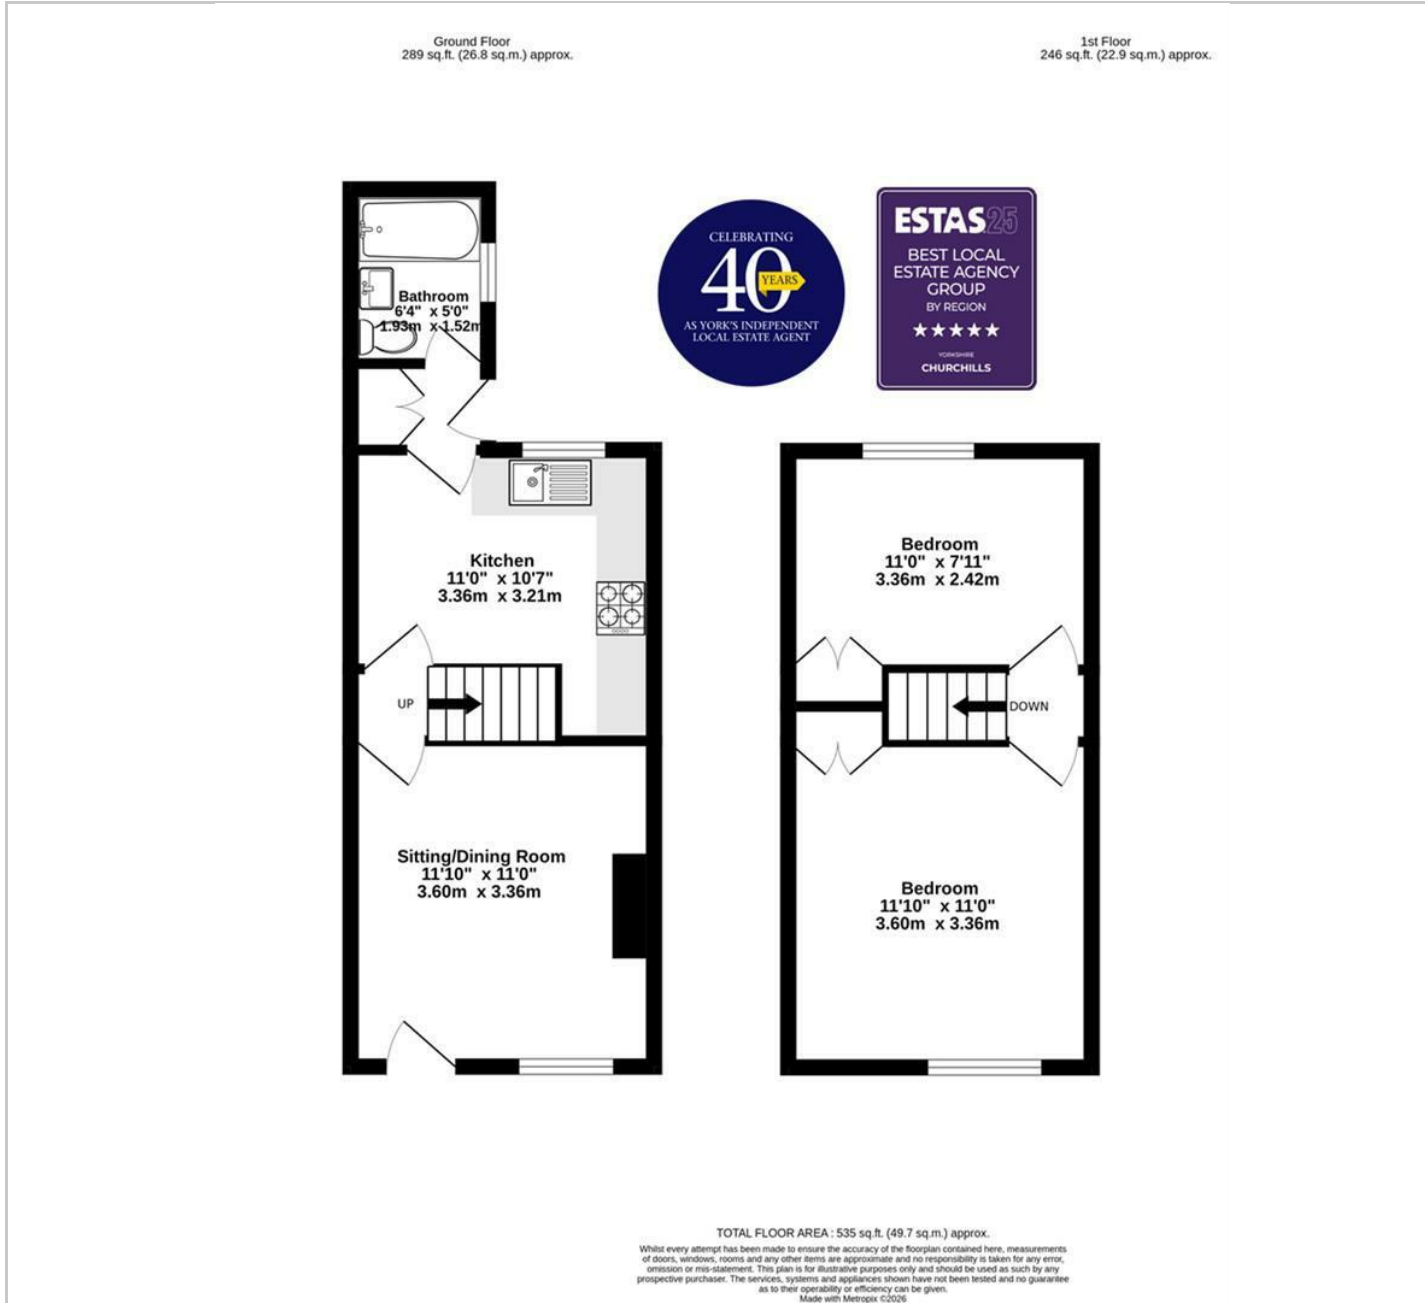 Ground Floor
289 sq.ft. (26.8 sq.m.) approx.
1st Floor
246 sq.ft. (22.9 sq.m.) approx.
CELEBRATING
40
YEARS
AS YORK'S INDEPENDENT
LOCAL ESTATE AGENT
ESTAS 25
BEST LOCAL
ESTATE AGENCY
GROUP
BY REGION
★★★★★
YORKSHIRE
CHURCHILLS
Bathroom
6'4" x 5'0"
1.93m x 1.52m
Kitchen
11'0" x 10'7"
3.36m x 3.21m
UP
Sitting/Dining Room
11'10" x 11'0"
3.60m x 3.36m
Bedroom
11'0" x 7'11"
3.36m x 2.42m
DOWN
Bedroom
11'10" x 11'0"
3.60m x 3.36m
TOTAL FLOOR AREA : 535 sq.ft. (49.7 sq.m.) approx.
Whilst every attempt has been made to ensure the accuracy of the floorplan contained here, measurements
of doors, windows, rooms and any other items are approximate and no responsibility is taken for any error,
omission or mis-statement. This plan is for illustrative purposes only and should be used as such by any
prospective purchaser. The services, systems and appliances shown have not been tested and no guarantee
as to their operability or efficiency can be given.
Made with Metropix ©2026